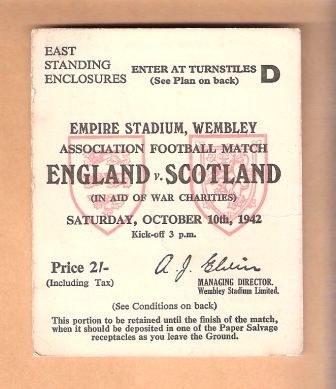 EAST
STANDING
ENCLOSURES
ENTER AT TURNSTILES D
(See Plan on back)
EMPIRE STADIUM, WEMBLEY
ASSOCIATION FOOTBALL MATCH
ENGLAND v. SCOTLAND
(IN AID OF WAR CHARITIES)
SATURDAY, OCTOBER 10th, 1942
Kick-off 3 p.m.
Price 2/-
(Including Tax)
A. J. Elvin
MANAGING DIRECTOR.
Wembley Stadium Limited.
(See Conditions on back)
This portion to be retained until the finish of the match,
when it should be deposited in one of the Paper Salvage
receptacles as you leave the Ground.